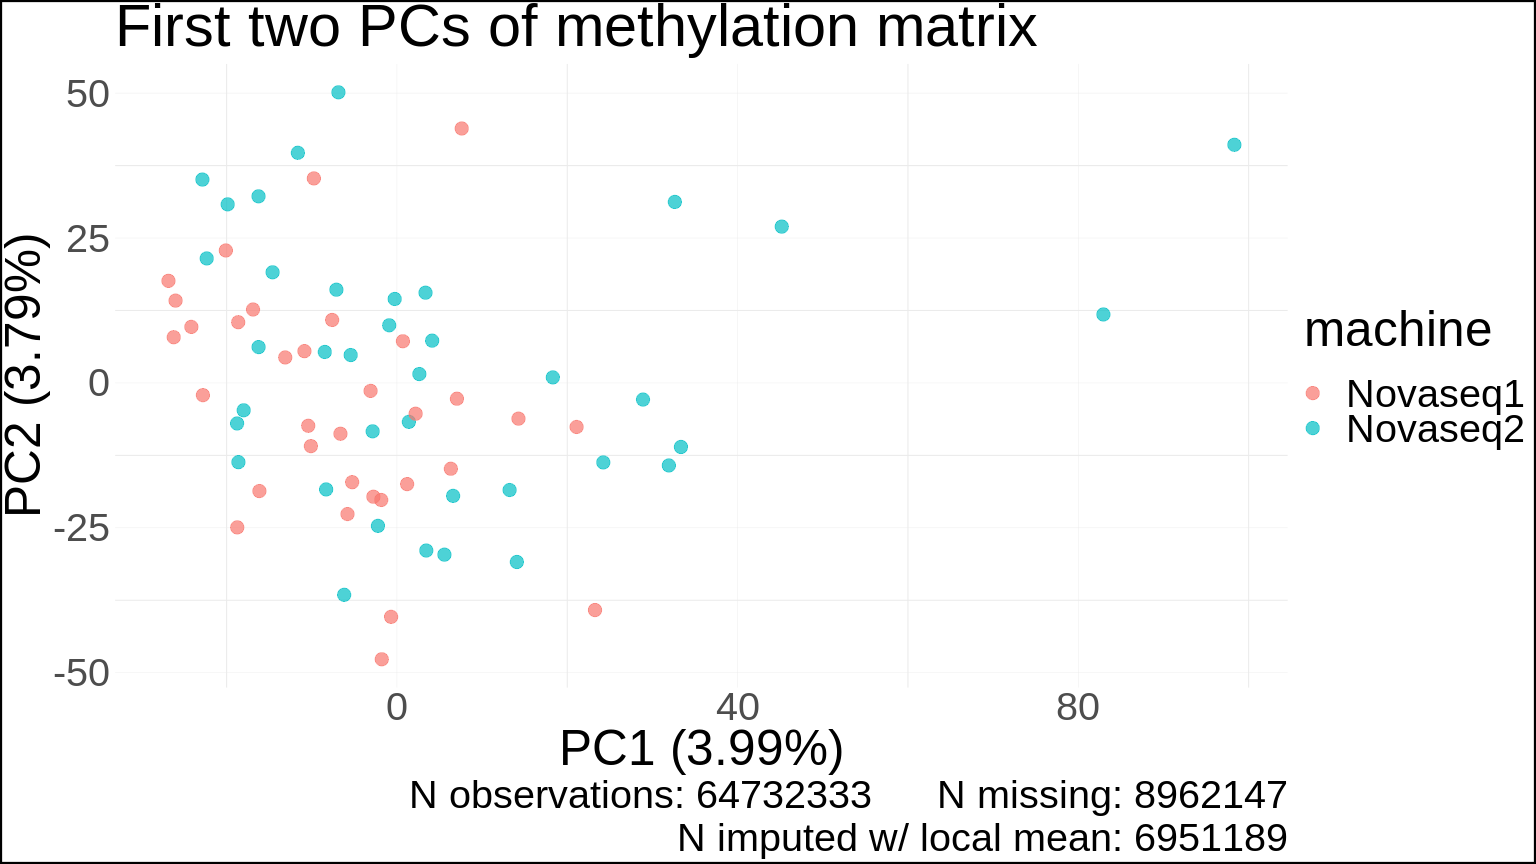 First two PCs of methylation matrix
50
25
0
-25
-50
PC2 (3.79%)
0 40 80
PC1 (3.99%)
machine
Novaseq1
Novaseq2
N observations: 64732333 N missing: 8962147
N imputed w/ local mean: 6951189